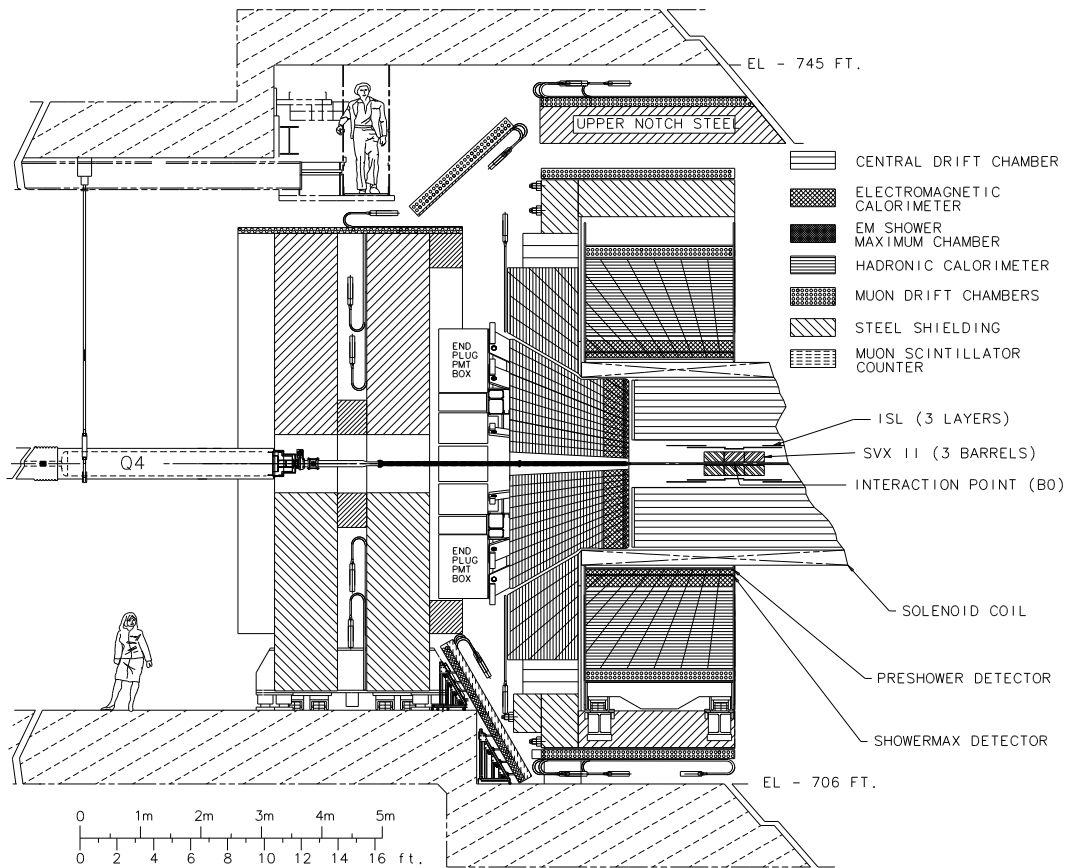 EL - 745 FT.
UPPER NOTCH STEEL
CENTRAL DRIFT CHAMBER
ELECTROMAGNETIC
CALORIMETER
EM SHOWER
MAXIMUM CHAMBER
HADRONIC CALORIMETER
MUON DRIFT CHAMBERS
STEEL SHIELDING
MUON SCINTILLATOR
COUNTER
END
PLUG
PMT
BOX
ISL (3 LAYERS)
SVX II (3 BARRELS)
Q4
INTERACTION POINT (B0)
END
PLUG
PMT
BOX
SOLENOID COIL
PRESHOWER DETECTOR
SHOWERMAX DETECTOR
EL - 706 FT.
0 1m 2m 3m 4m 5m
0 2 4 6 8 10 12 14 16 ft.